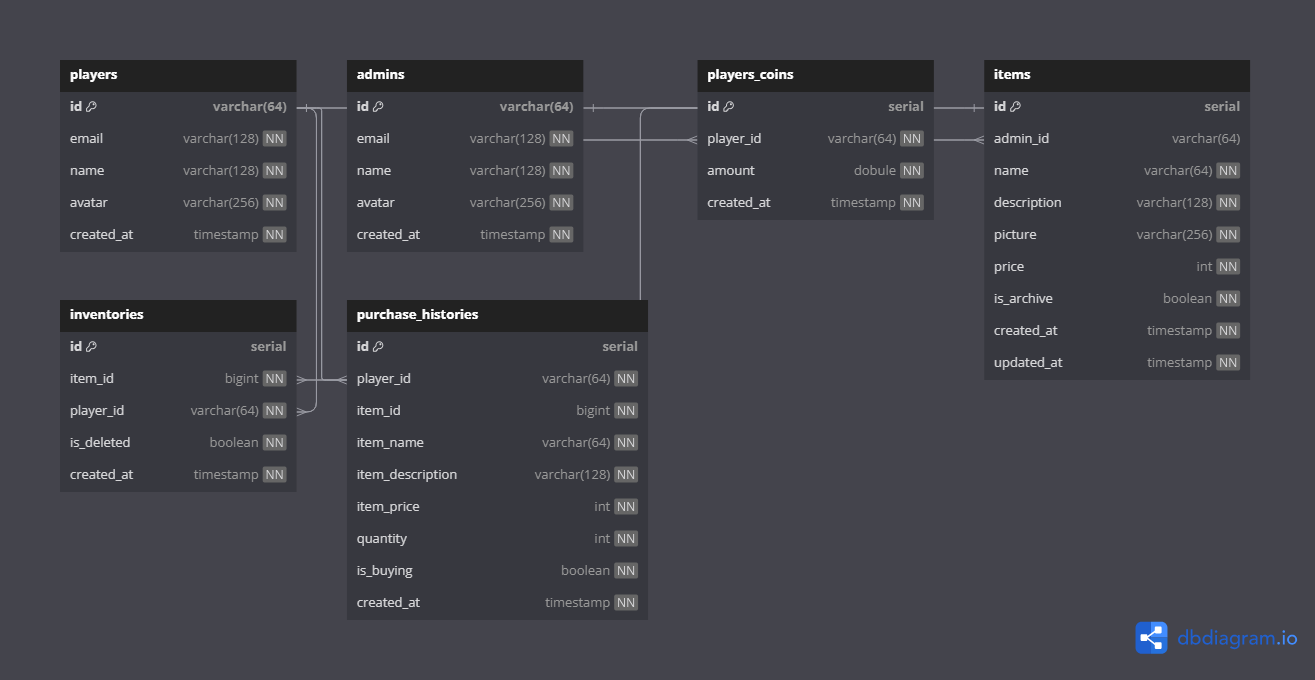 players
id varchar(64)
email varchar(128) NN
name varchar(128) NN
avatar varchar(256) NN
created_at timestamp NN
admins
id varchar(64)
email varchar(128) NN
name varchar(128) NN
avatar varchar(256) NN
created_at timestamp NN
players_coins
id serial
player_id varchar(64) NN
amount dobule NN
created_at timestamp NN
items
id serial
admin_id varchar(64)
name varchar(64) NN
description varchar(128) NN
picture varchar(256) NN
price int NN
is_archive boolean NN
created_at timestamp NN
updated_at timestamp NN
inventories
id serial
item_id bigint NN
player_id varchar(64) NN
is_deleted boolean NN
created_at timestamp NN
purchase_histories
id serial
player_id varchar(64) NN
item_id bigint NN
item_name varchar(64) NN
item_description varchar(128) NN
item_price int NN
quantity int NN
is_buying boolean NN
created_at timestamp NN
dbdiagram.io